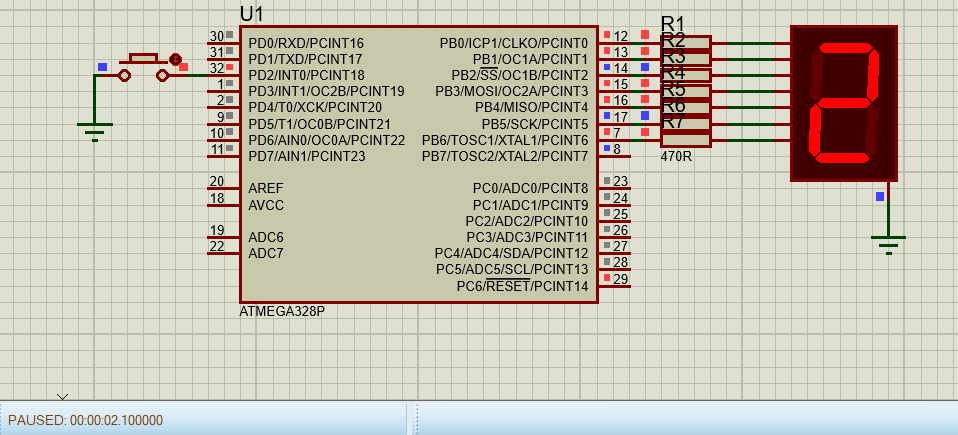 U1
30 PD0/RXD/PCINT16
31 PD1/TXD/PCINT17
32 PD2/INT0/PCINT18
1 PD3/INT1/OC2B/PCINT19
2 PD4/T0/XCK/PCINT20
9 PD5/T1/OC0B/PCINT21
10 PD6/AIN0/OC0A/PCINT22
11 PD7/AIN1/PCINT23
20 AREF
18 AVCC
19 ADC6
22 ADC7
PB0/ICP1/CLKO/PCINT0 12
PB1/OC1A/PCINT1 13
PB2/SS/OC1B/PCINT2 14
PB3/MOSI/OC2A/PCINT3 15
PB4/MISO/PCINT4 16
PB5/SCK/PCINT5 17
PB6/TOSC1/XTAL1/PCINT6 7
PB7/TOSC2/XTAL2/PCINT7 8
PC0/ADC0/PCINT8 23
PC1/ADC1/PCINT9 24
PC2/ADC2/PCINT10 25
PC3/ADC3/PCINT11 26
PC4/ADC4/SDA/PCINT12 27
PC5/ADC5/SCL/PCINT13 28
PC6/RESET/PCINT14 29
ATMEGA328P
R1
R2
R3
R4
R5
R6
R7
470R
2
PAUSED: 00:00:02.100000